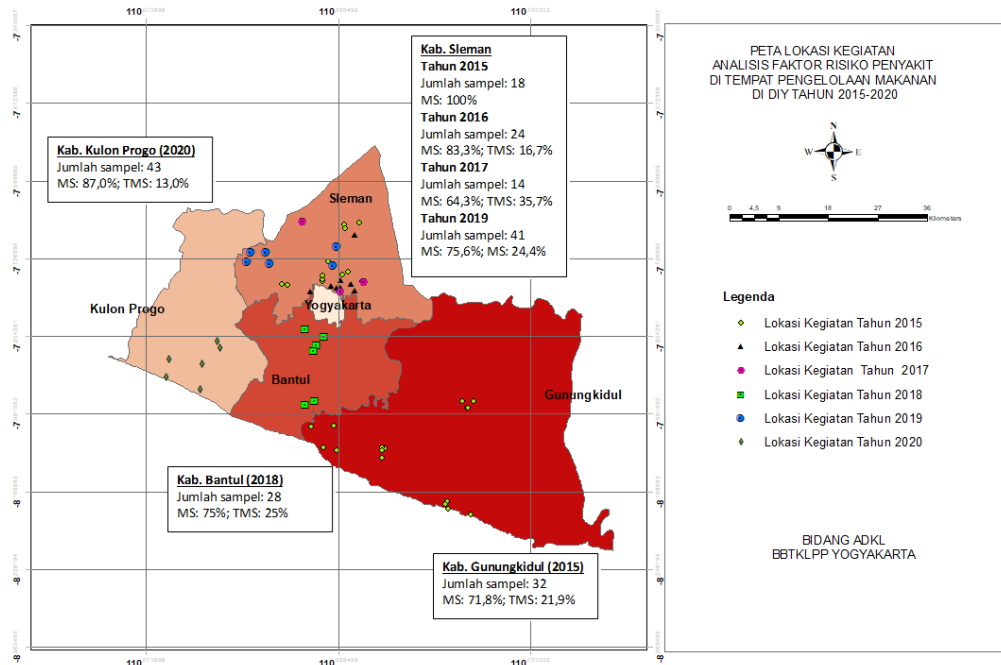 110
110
110
Kab. Sleman
Tahun 2015
Jumlah sampel: 18
MS: 100%
Tahun 2016
Jumlah sampel: 24
MS: 83,3%; TMS: 16,7%
Tahun 2017
Jumlah sampel: 14
MS: 64,3%; TMS: 35,7%
Tahun 2019
Jumlah sampel: 41
MS: 75,6%; MS: 24,4%
Kab. Kulon Progo (2020)
Jumlah sampel: 43
MS: 87,0%; TMS: 13,0%
Sleman
Yogyakarta
Kulon Progo
Bantul
Gunungkidul
Kab. Bantul (2018)
Jumlah sampel: 28
MS: 75%; TMS: 25%
Kab. Gunungkidul (2015)
Jumlah sampel: 32
MS: 71,8%; TMS: 21,9%
110
110
110
PETA LOKASI KEGIATAN
ANALISIS FAKTOR RISIKO PENYAKIT
DI TEMPAT PENGELOLAAN MAKANAN
DI DIY TAHUN 2015-2020
N
W E
S
0 4,5 9 18 27 36
Kilometers
Legenda
Lokasi Kegiatan Tahun 2015
Lokasi Kegiatan Tahun 2016
Lokasi Kegiatan Tahun 2017
Lokasi Kegiatan Tahun 2018
Lokasi Kegiatan Tahun 2019
Lokasi Kegiatan Tahun 2020
BIDANG ADKL
BBTKLPP YOGYAKARTA